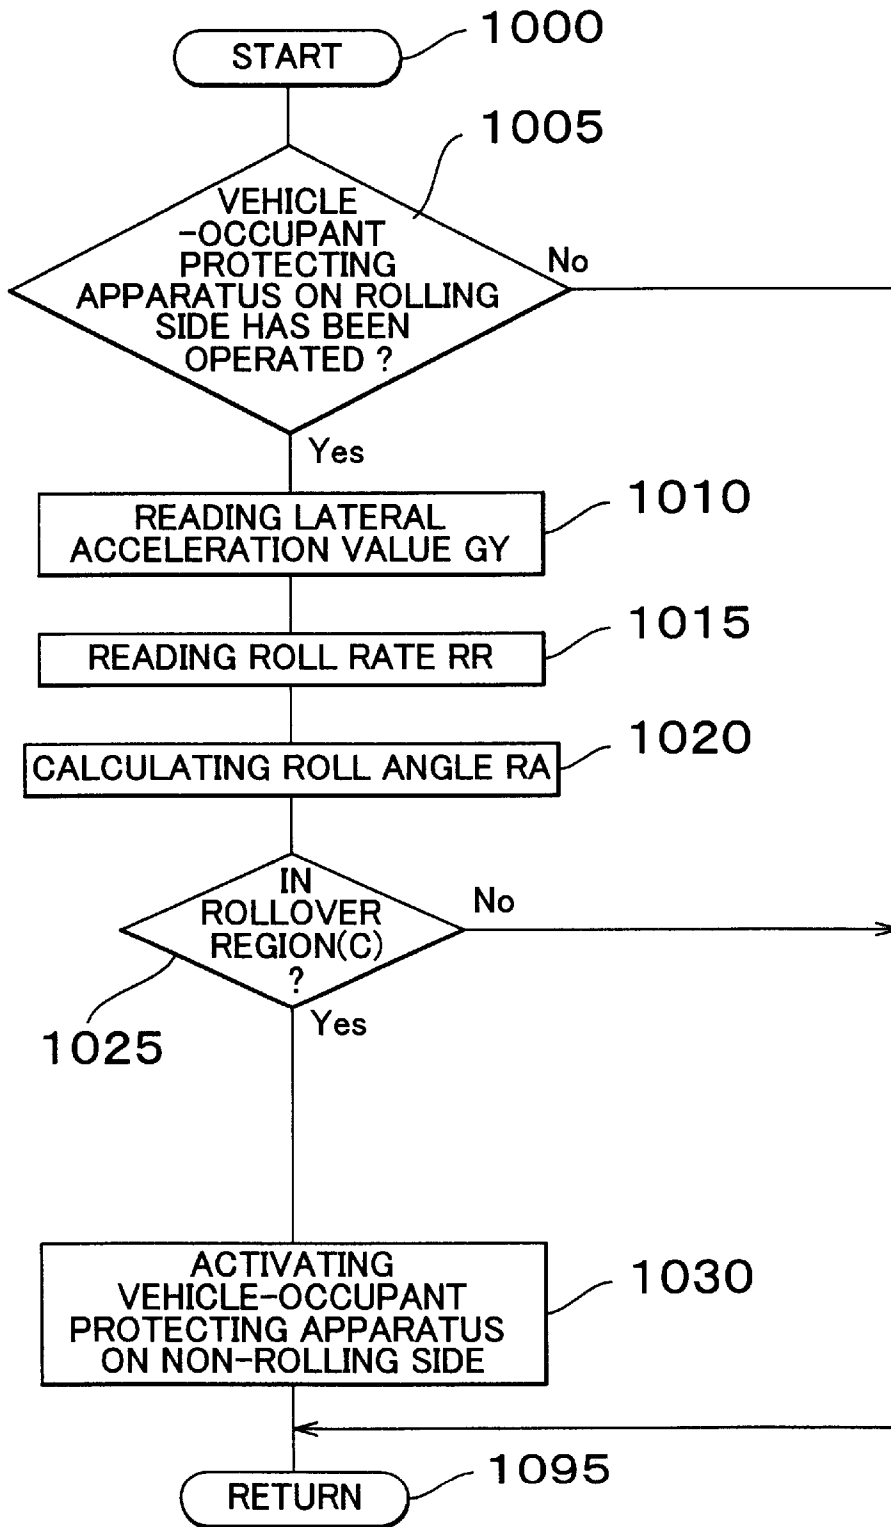 START
1000
1005
VEHICLE
-OCCUPANT
PROTECTING
APPARATUS ON ROLLING
SIDE HAS BEEN
OPERATED ?
No
Yes
READING LATERAL
ACCELERATION VALUE GY
1010
READING ROLL RATE RR
1015
CALCULATING ROLL ANGLE RA
1020
IN
ROLLOVER
REGION(C)
?
No
Yes
1025
ACTIVATING
VEHICLE-OCCUPANT
PROTECTING APPARATUS
ON NON-ROLLING SIDE
1030
RETURN
1095